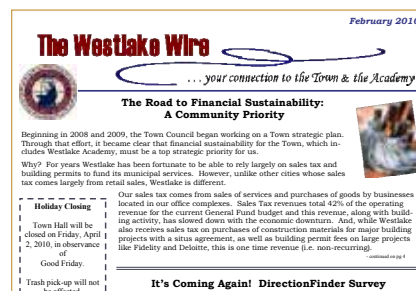 February 2010
The Westlake Wire
... your connection to the Town & the Academy
The Road to Financial Sustainability:
A Community Priority
Beginning in 2008 and 2009, the Town Council began working on a Town strategic plan.
Through that effort, it became clear that financial sustainability for the Town, which in-
cludes Westlake Academy, must be a top strategic priority for us.
Why? For years Westlake has been fortunate to be able to rely largely on sales tax and
building permits to fund its municipal services. However, unlike other cities whose sales
tax comes largely from retail sales, Westlake is different.
Our sales tax comes from sales of services and purchases of goods by businesses
located in our office complexes. Sales Tax revenues total 42% of the operating
revenue for the current General Fund budget and this revenue, along with build-
ing activity, has slowed down with the economic downturn. And, while Westlake
also receives sales tax on purchases of construction materials for major building
projects with a situs agreement, as well as building permit fees on large projects
like Fidelity and Deloitte, this is one time revenue (i.e. non-recurring).
- continued on pg.4
Holiday Closing
Town Hall will be
closed on Friday, April
2, 2010, in observance
of
Good Friday.
Trash pick-up will not
be affected
It's Coming Again! DirectionFinder Survey